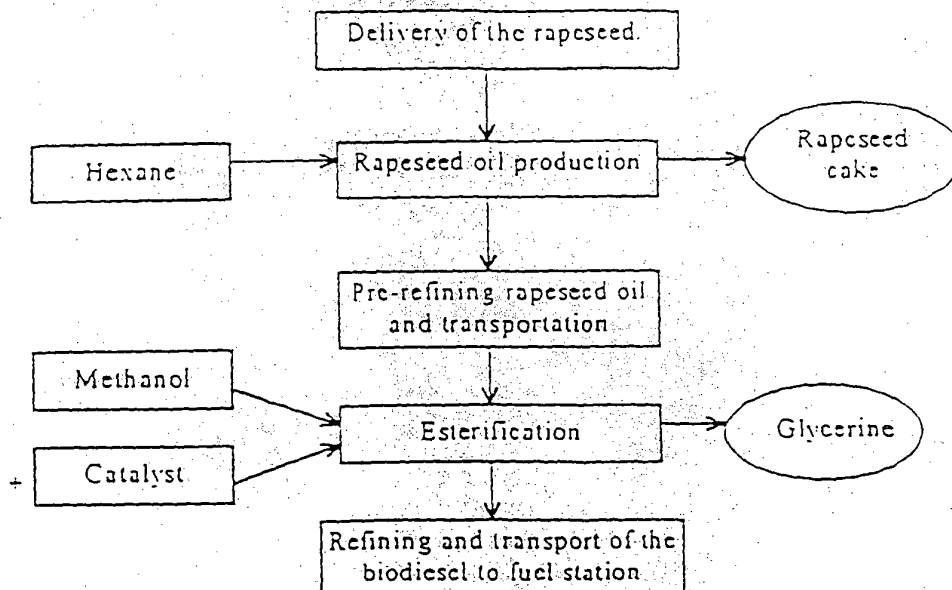 Delivery of the rapeseed.
Hexane
Rapeseed oil production
Rapeseed
cake
Pre-refining rapeseed oil
and transportation
Methanol
Esterification
Glycerine
+ Catalyst
Refining and transport of the
biodiesel to fuel station